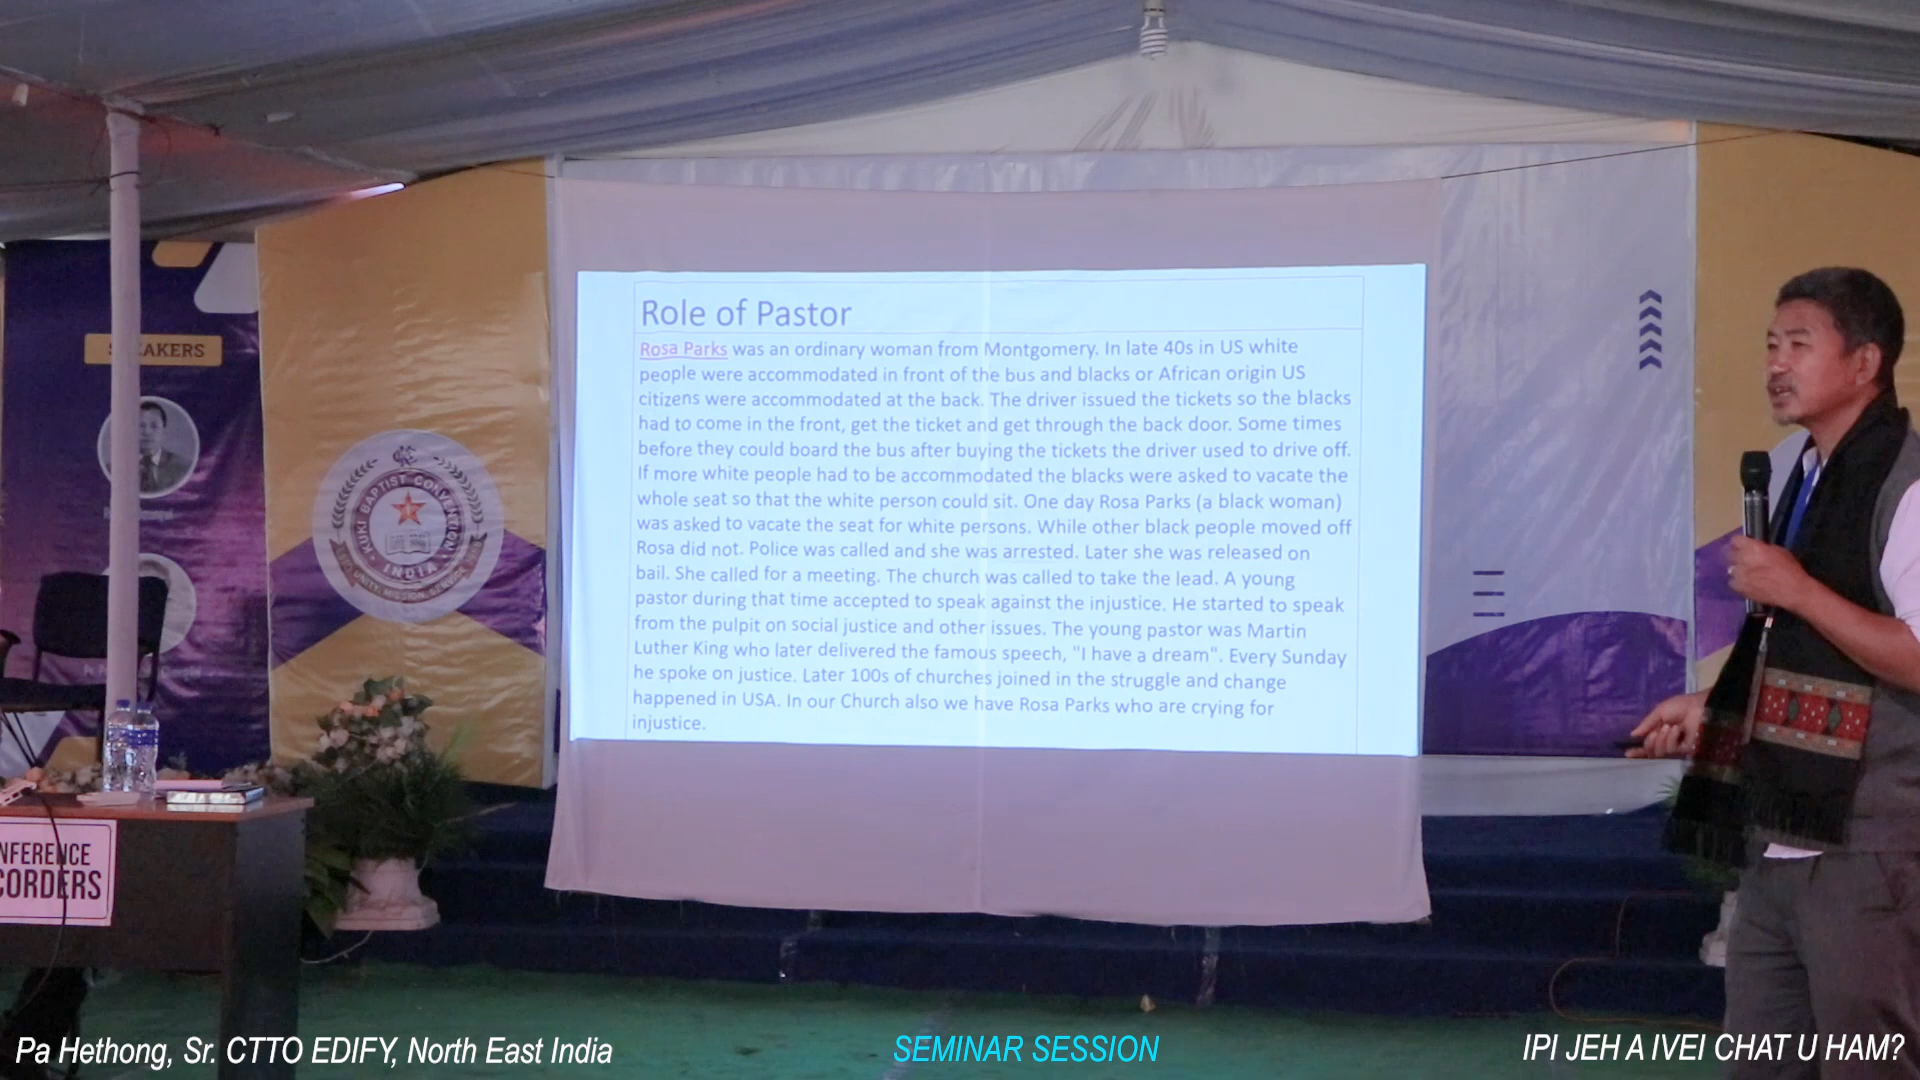 SPEAKERS
KUKI BAPTIST CONVENTION
INDIA
Role of Pastor
Rosa Parks was an ordinary woman from Montgomery. In late 40s in US white
people were accommodated in front of the bus and blacks or African origin US
citizens were accommodated at the back. The driver issued the tickets so the blacks
had to come in the front, get the ticket and get through the back door. Some times
before they could board the bus after buying the tickets the driver used to drive off.
If more white people had to be accommodated the blacks were asked to vacate the
whole seat so that the white person could sit. One day Rosa Parks (a black woman)
was asked to vacate the seat for white persons. While other black people moved off
Rosa did not. Police was called and she was arrested. Later she was released on
bail. She called for a meeting. The church was called to take the lead. A young
pastor during that time accepted to speak against the injustice. He started to speak
from the pulpit on social justice and other issues. The young pastor was Martin
Luther King who later delivered the famous speech, "I have a dream". Every Sunday
he spoke on justice. Later 100s of churches joined in the struggle and change
happened in USA. In our Church also we have Rosa Parks who are crying for
injustice.
NFERENCE
CORDERS
Pa Hethong, Sr. CTTO EDIFY, North East India
SEMINAR SESSION
IPI JEH A IVEI CHAT U HAM?